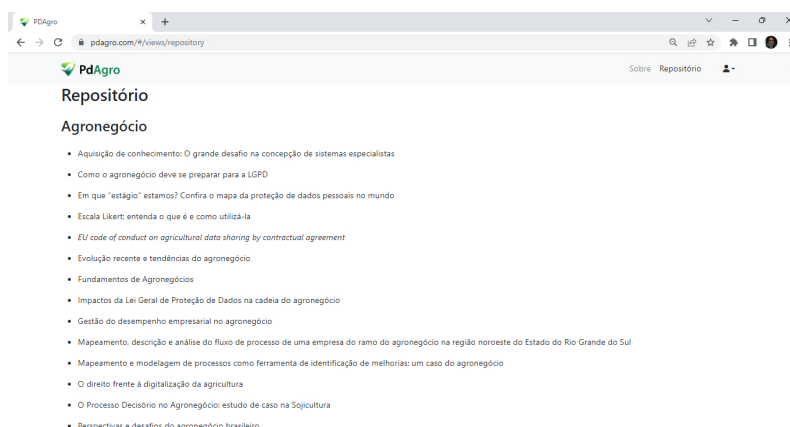 PDAgro
pdagro.com/#/views/repository
PdAgro
Sobre Repositório
Repositório
Agronegócio
Aquisição de conhecimento: O grande desafio na concepção de sistemas especialistas
Como o agronegócio deve se preparar para a LGPD
Em que “estágio” estamos? Confira o mapa da proteção de dados pessoais no mundo
Escala Likert: entenda o que é e como utilizá-la
EU code of conduct on agricultural data sharing by contractual agreement
Evolução recente e tendências do agronegócio
Fundamentos de Agronegócios
Impactos da Lei Geral de Proteção de Dados na cadeia do agronegócio
Gestão do desempenho empresarial no agronegócio
Mapeamento, descrição e análise do fluxo de processo de uma empresa do ramo do agronegócio na região noroeste do Estado do Rio Grande do Sul
Mapeamento e modelagem de processos como ferramenta de identificação de melhorias: um caso do agronegócio
O direito frente à digitalização da agricultura
O Processo Decisório no Agronegócio: estudo de caso na Sojicultura
Perspectivas e desafios do agronegócio brasileiro